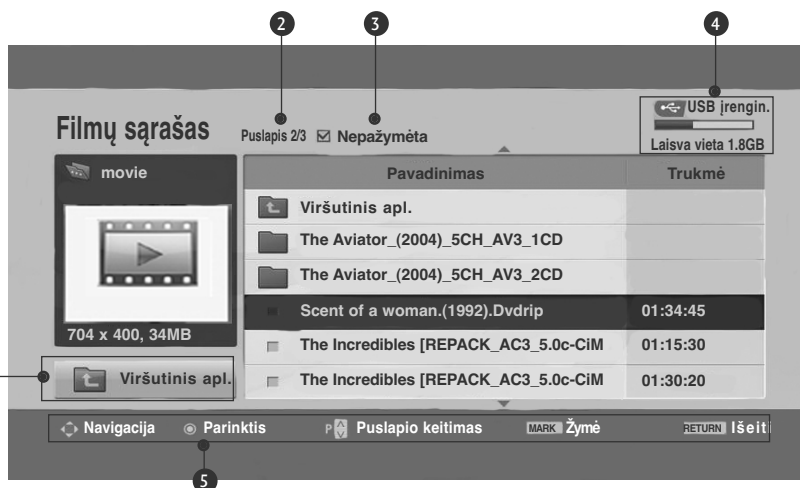 2 3 4
USB įrengin.
Filmų sąrašas Puslapis 2/3 Nepažymėta
Laisva vieta 1.8GB
movie
Pavadinimas Trukmė
Viršutinis apl.
The Aviator_(2004)_5CH_AV3_1CD
The Aviator_(2004)_5CH_AV3_2CD
Scent of a woman.(1992).Dvdrip 01:34:45
704 x 400, 34MB
The Incredibles [REPACK_AC3_5.0c-CiM 01:15:30
Viršutinis apl.
The Incredibles [REPACK_AC3_5.0c-CiM 01:30:20
Navigacija Parinktis P Puslapio keitimas MARK Žymė RETURN Išeiti
5